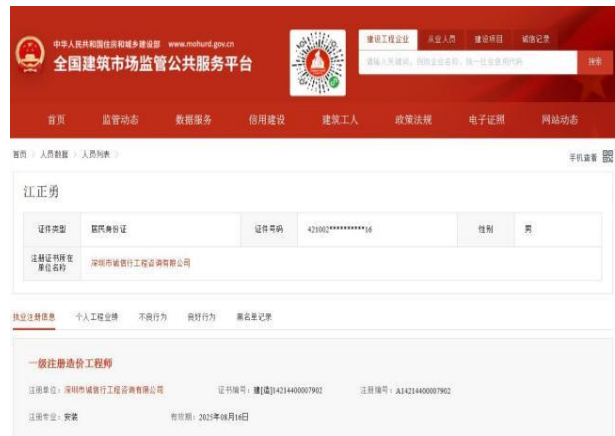 中华人民共和国住房和城乡建设部 www.mohurd.gov.cn
全国建筑市场监管公共服务平台
建设工程企业 从业人员 建设项目 诚信记录
搜索
首页 监管动态 数据服务 信用建设 建筑工人 政策法规 电子证照 网站动态
首页 > 人员数据 > 人员列表 >
手机查看
江正勇
证件类型 居民身份证 证件号码 421002**********16 性别 男
注册证书所在
单位名称 深圳市诚信行工程咨询有限公司
执业注册信息 个人工程业绩 不良行为 良好行为 黑名单记录
一级注册造价工程师
注册单位：深圳市诚信行工程咨询有限公司 证书编号：建[造]14214400007902 注册编号：A14214400007902
注册专业：安装 有效期：2025年08月16日